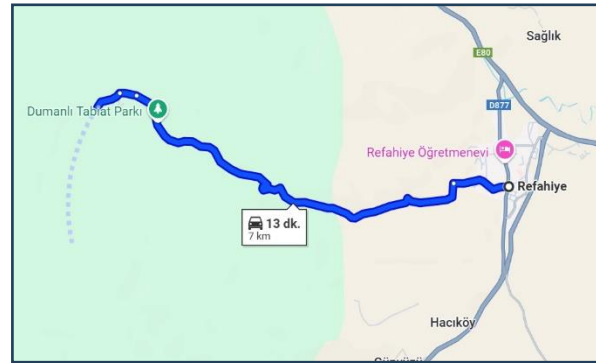 Sağlık
E80
D877
Dumanlı Tabiat Parkı
Refahiye Öğretmenevi
Refahiye
13 dk.
7 km
Hacıköy